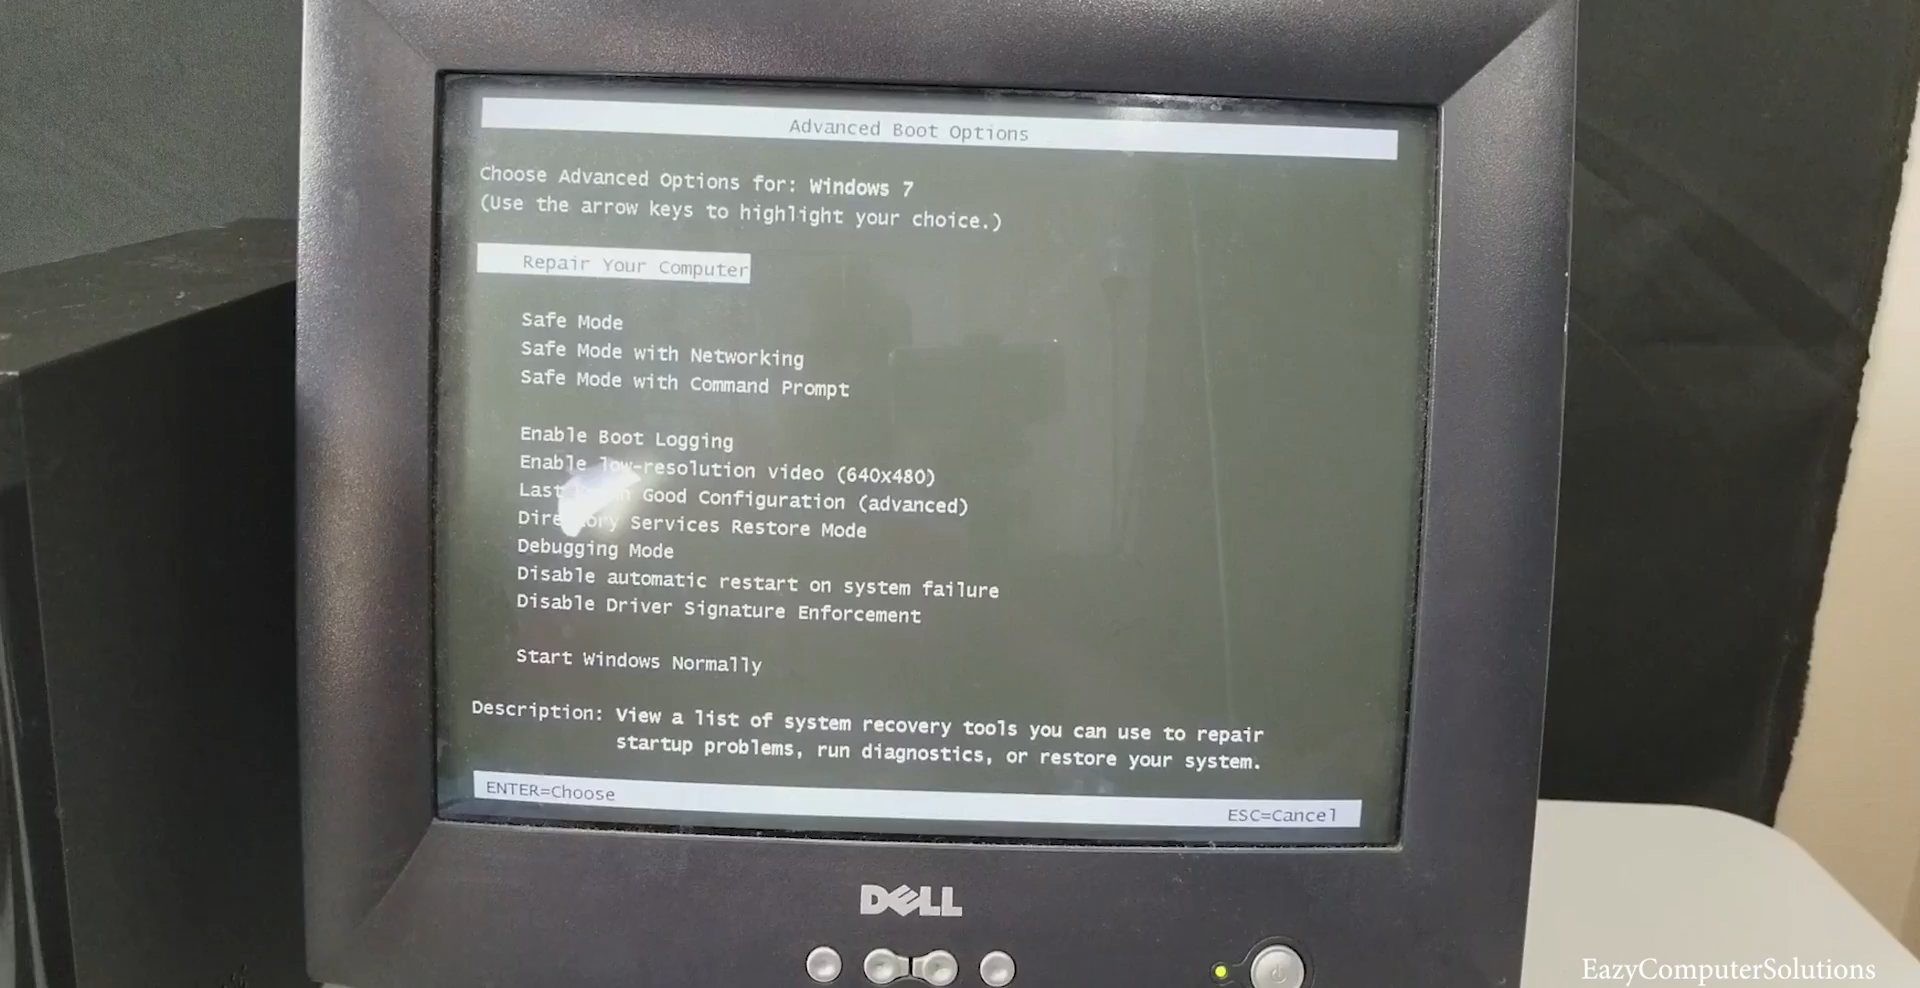 Advanced Boot Options
Choose Advanced Options for: Windows 7
(Use the arrow keys to highlight your choice.)
Repair Your Computer
Safe Mode
Safe Mode with Networking
Safe Mode with Command Prompt
Enable Boot Logging
Enable low-resolution video (640x480)
Last Good Configuration (advanced)
Directory Services Restore Mode
Debugging Mode
Disable automatic restart on system failure
Disable Driver Signature Enforcement
Start Windows Normally
Description: View a list of system recovery tools you can use to repair
startup problems, run diagnostics, or restore your system.
ENTER=Choose
ESC=Cancel
DELL
EazyComputerSolutions